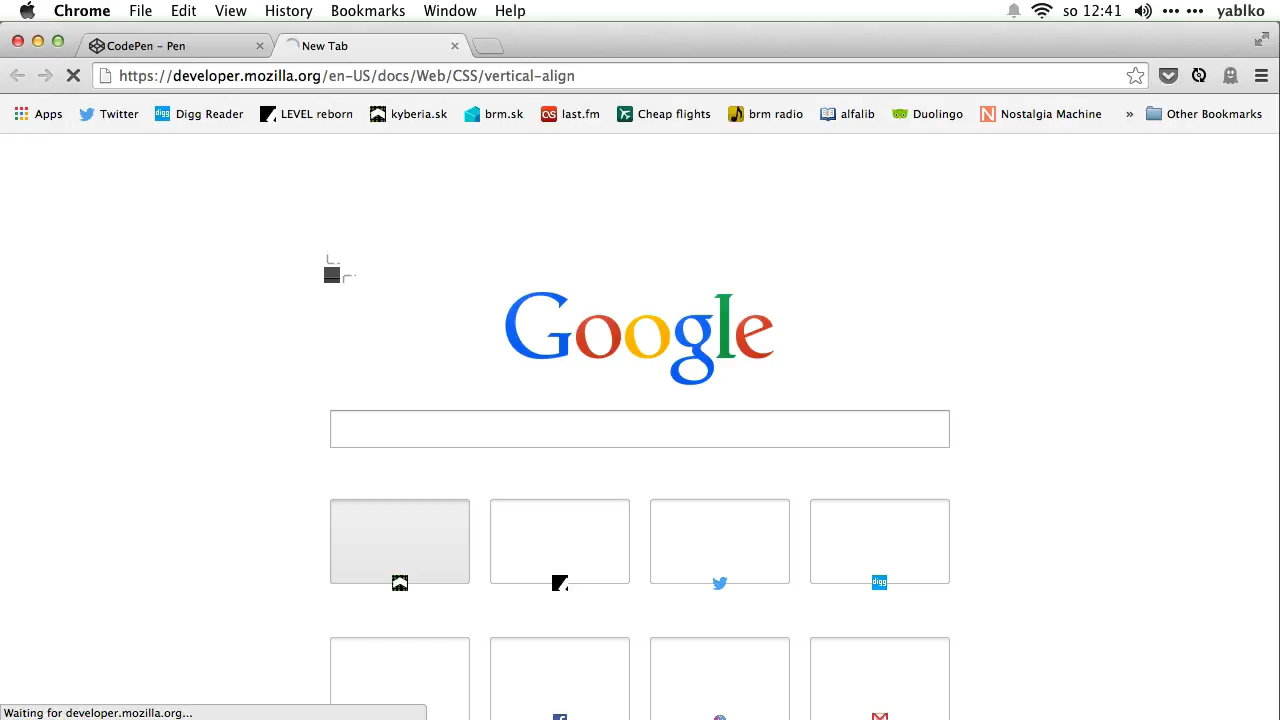 Chrome File Edit View History Bookmarks Window Help so 12:41 yablko
CodePen - Pen New Tab
https://developer.mozilla.org/en-US/docs/Web/CSS/vertical-align
Apps Twitter Digg Reader LEVEL reborn kyberia.sk brm.sk last.fm Cheap flights brm radio alfalib Duolingo Nostalgia Machine » Other Bookmarks
Google
digg
Waiting for developer.mozilla.org...